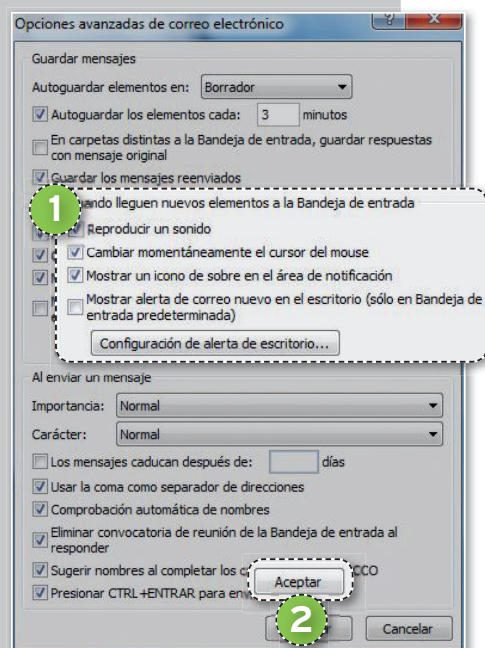 Opciones avanzadas de correo electrónico
Guardar mensajes
Autoguardar elementos en: Borrador
Autoguardar los elementos cada: 3 minutos
En carpetas distintas a la Bandeja de entrada, guardar respuestas
con mensaje original
Guardar los mensajes reenviados
1
ando lleguen nuevos elementos a la Bandeja de entrada
Reproducir un sonido
Cambiar momentáneamente el cursor del mouse
Mostrar un icono de sobre en el área de notificación
Mostrar alerta de correo nuevo en el escritorio (sólo en Bandeja de
entrada predeterminada)
Configuración de alerta de escritorio...
Al enviar un mensaje
Importancia: Normal
Carácter: Normal
Los mensajes caducan después de: días
Usar la coma como separador de direcciones
Comprobación automática de nombres
Eliminar convocatoria de reunión de la Bandeja de entrada al
responder
Sugerir nombres al completar los CCO
Aceptar
Presionar CTRL+ENTRAR para
2
Cancelar